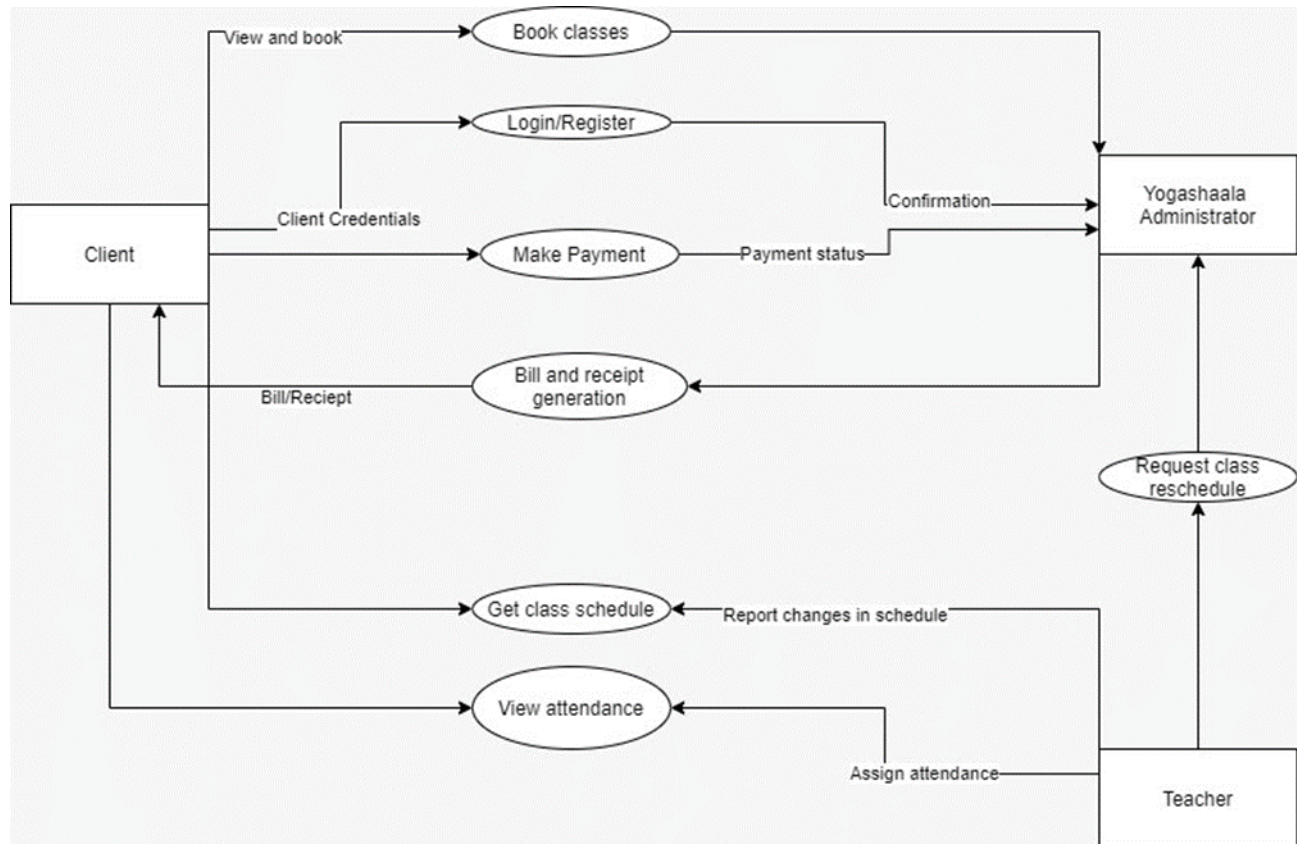 Book classes
View and book
Login/Register
Yogashaala
Administrator
Confirmation
Client Credentials
Client
Make Payment
Payment status
Bill and receipt
generation
Bill/Reciept
Request class
reschedule
Get class schedule
Report changes in schedule
View attendance
Assign attendance
Teacher